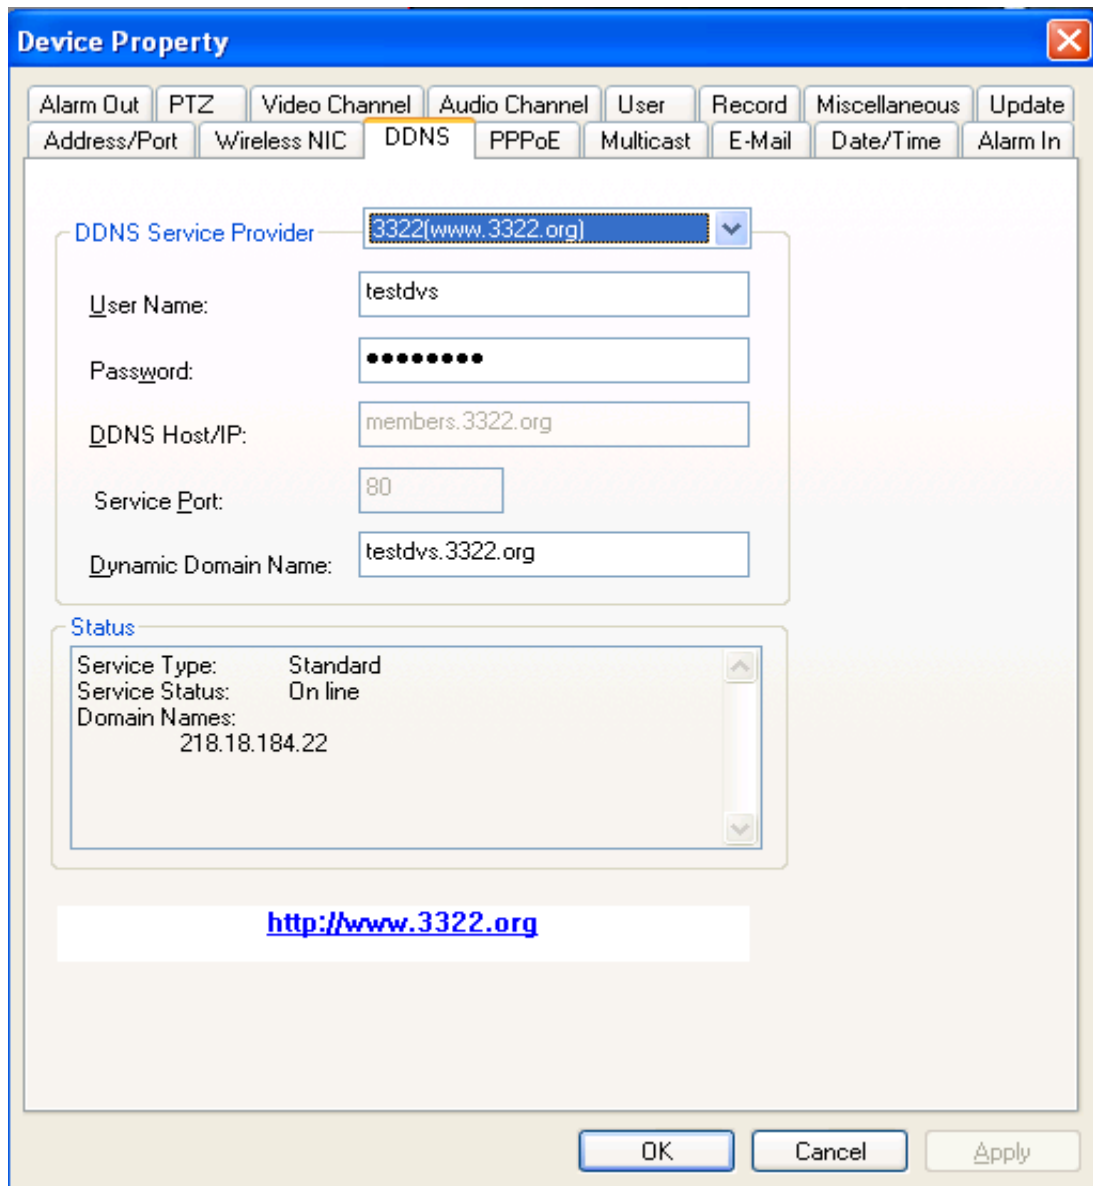 Device Property
Alarm Out PTZ Video Channel Audio Channel User Record Miscellaneous Update
Address/Port Wireless NIC DDNS PPPoE Multicast E-Mail Date/Time Alarm In
DDNS Service Provider 3322(www.3322.org)
User Name: testdvs
Password: ●●●●●●●●
DDNS Host/IP: members.3322.org
Service Port: 80
Dynamic Domain Name: testdvs.3322.org
Status
Service Type: Standard
Service Status: On line
Domain Names:
218.18.184.22
http://www.3322.org
OK Cancel Apply